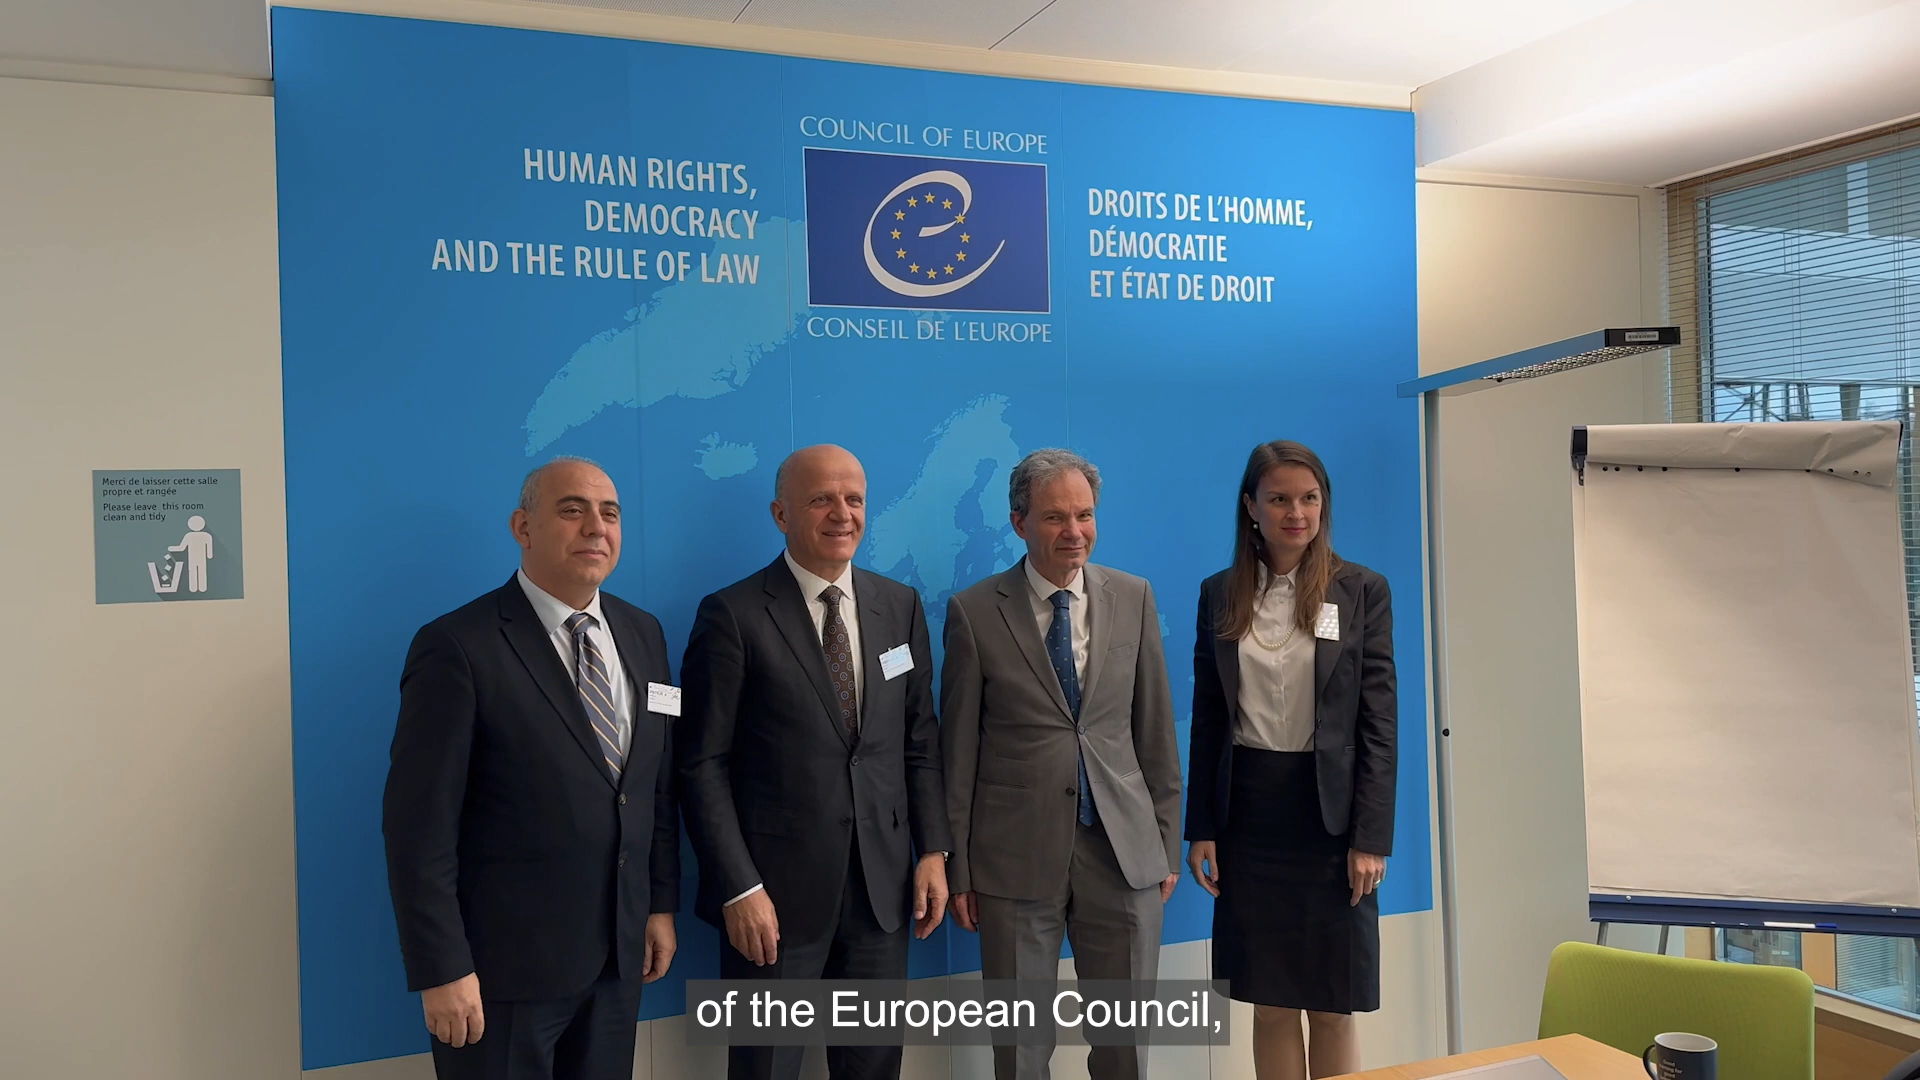 COUNCIL OF EUROPE
HUMAN RIGHTS,
DEMOCRACY
AND THE RULE OF LAW
DROITS DE L'HOMME,
DÉMOCRATIE
ET ÉTAT DE DROIT
CONSEIL DE L'EUROPE
Merci de laisser cette salle
propre et rangée
Please leave this room
clean and tidy
of the European Council,